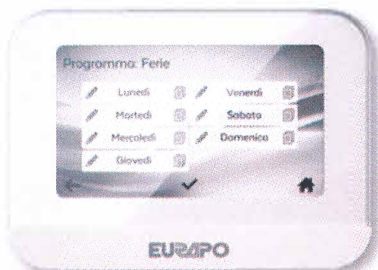 Programma: Ferie
Lunedì
Venerdì
Martedì
Sabato
Mercoledì
Domenica
Giovedì
EURAPO